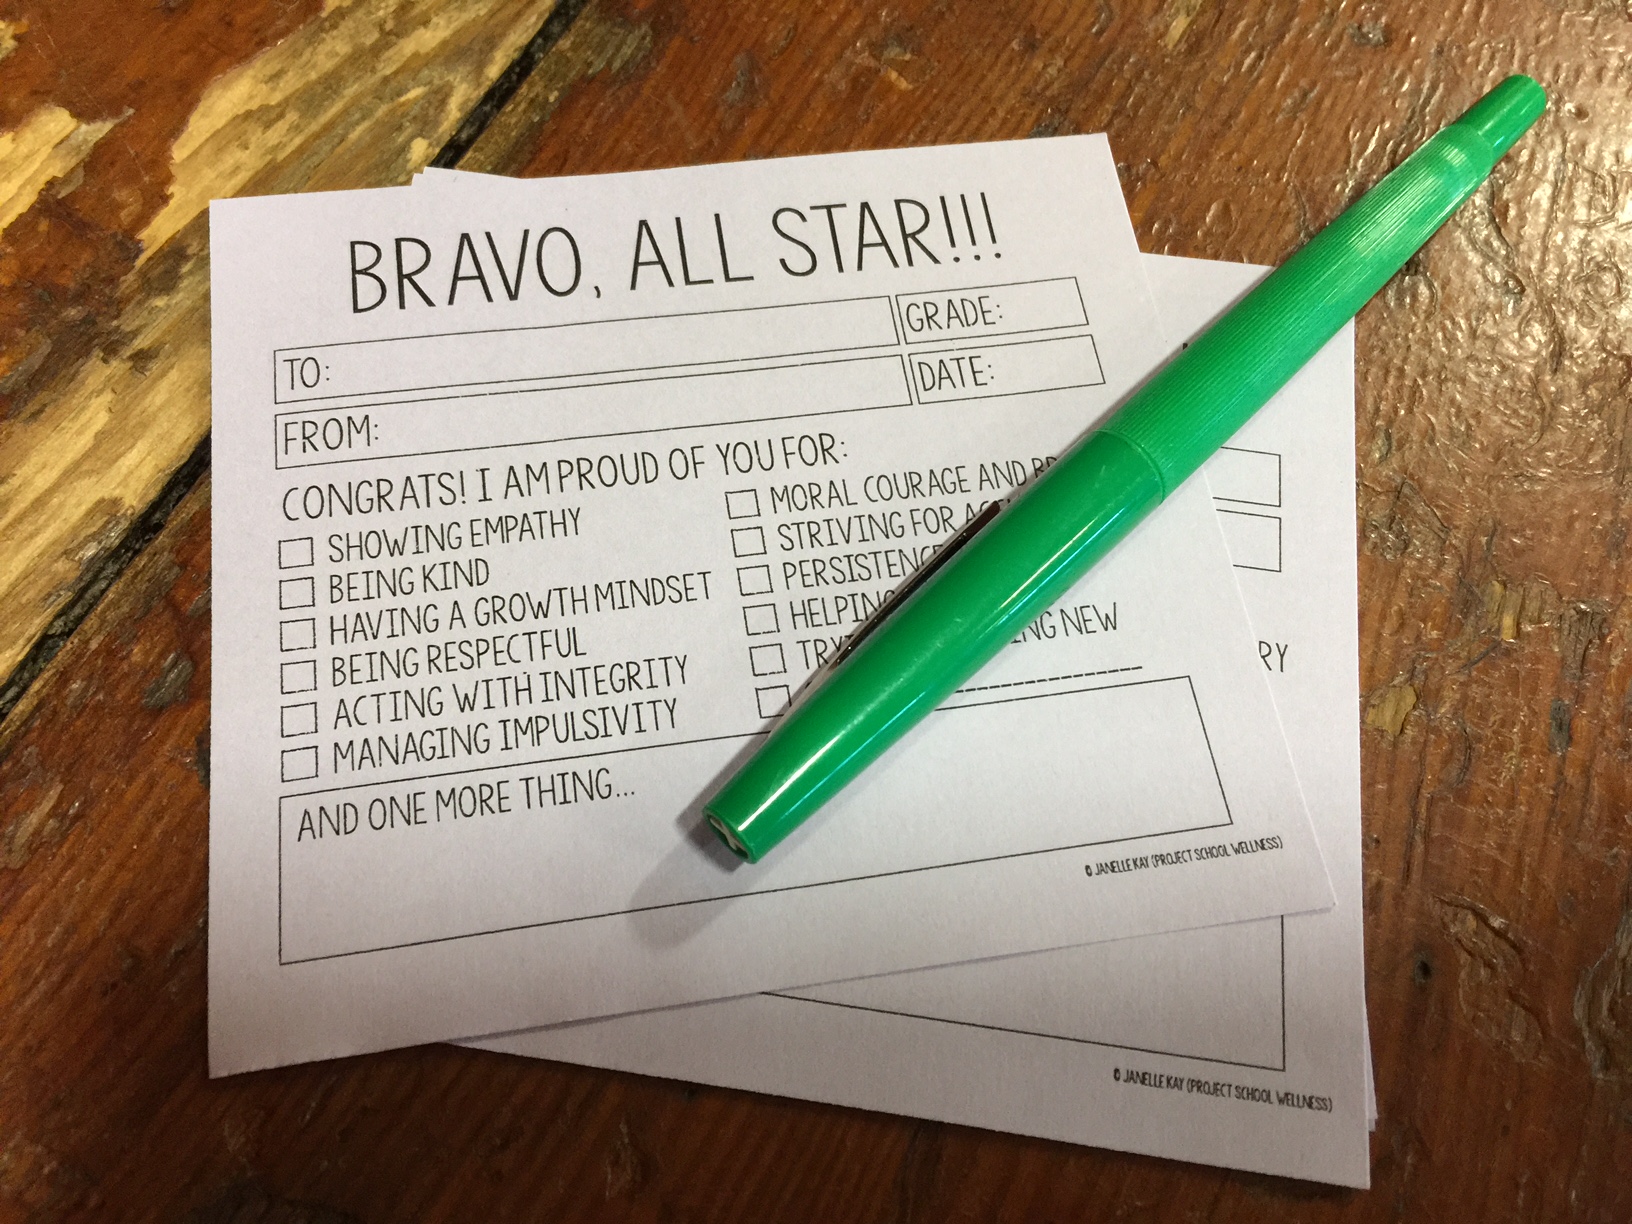 BRAVO, ALL STAR!!!
TO:
GRADE:
FROM:
DATE:
CONGRATS! I AM PROUD OF YOU FOR:
SHOWING EMPATHY
BEING KIND
HAVING A GROWTH MINDSET
BEING RESPECTFUL
ACTING WITH INTEGRITY
MANAGING IMPULSIVITY
MORAL COURAGE AND
STRIVING FOR
HELPING
NEW
AND ONE MORE THING...
© JANELLE KAY (PROJECT SCHOOL WELLNESS)
© JANELLE KAY (PROJECT SCHOOL WELLNESS)